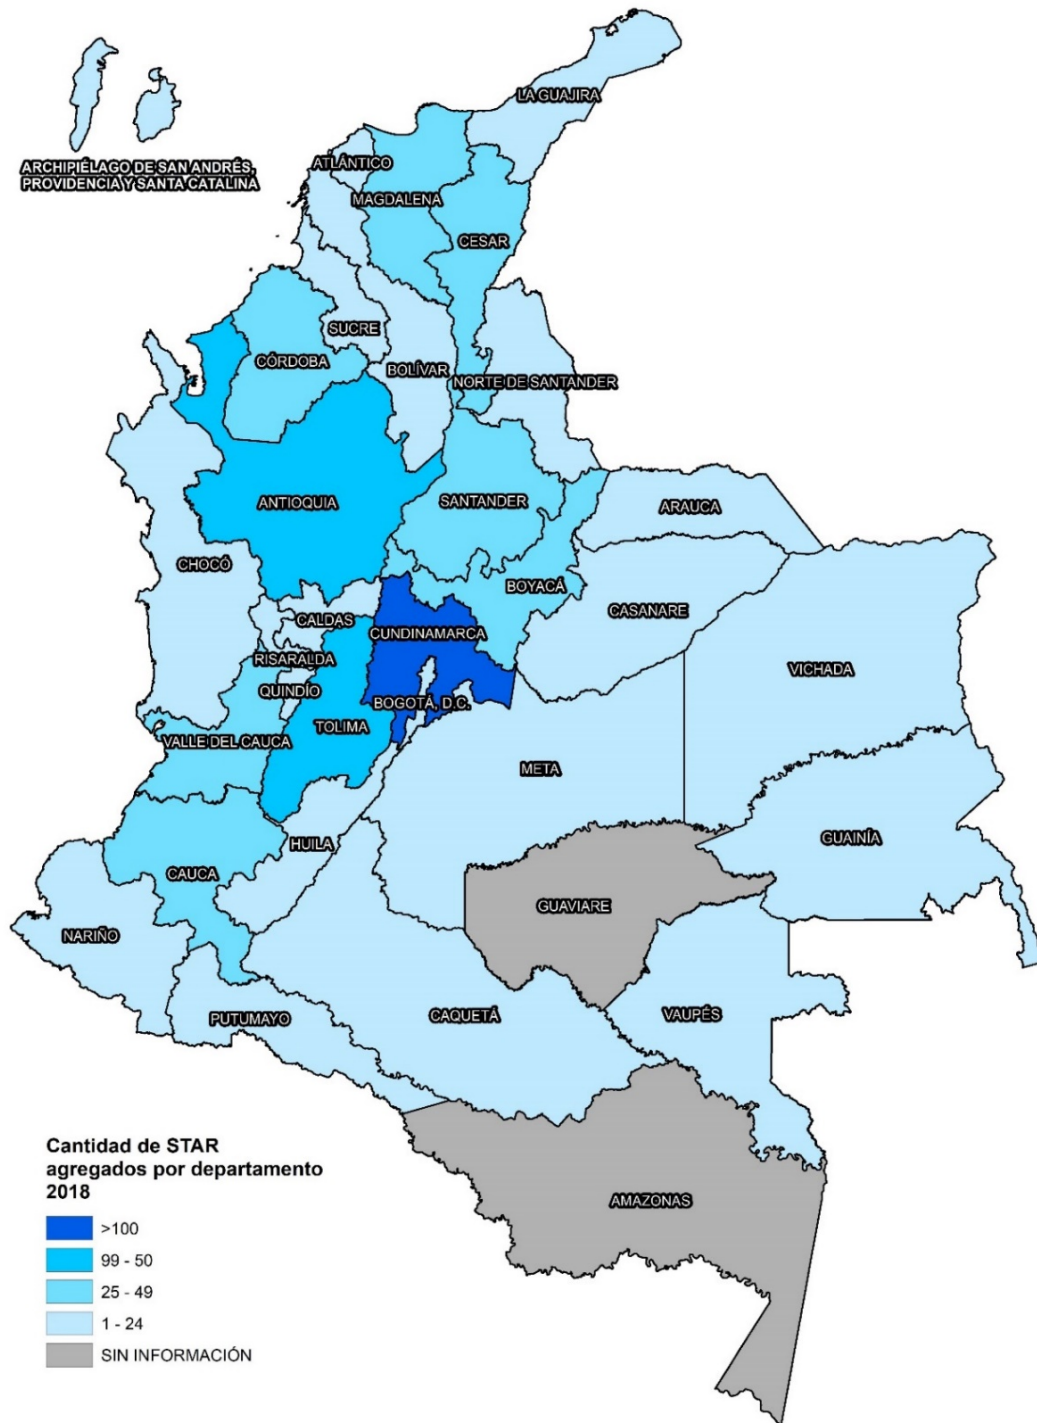 LA GUAJIRA
ARCHIPIÉLAGO DE SAN ANDRÉS,
PROVIDENCIA Y SANTA CATALINA
ATLÁNTICO
MAGDALENA
CESAR
SUCRE
CÓRDOBA
BOLÍVAR
NORTE DE SANTANDER
ANTIOQUIA
SANTANDER
ARAUCA
CHOCÓ
BOYACÁ
CASANARE
CALDAS
CUNDINAMARCA
RISARALDA
VICHADA
QUINDÍO
BOGOTÁ, D.C.
TOLIMA
VALLE DEL CAUCA
META
HUILA
GUAINÍA
CAUCA
GUAVIARE
NARIÑO
PUTUMAYO
CAQUETÁ
VAUPÉS
AMAZONAS
Cantidad de STAR
agregados por departamento
2018
>100
99 - 50
25 - 49
1 - 24
SIN INFORMACIÓN